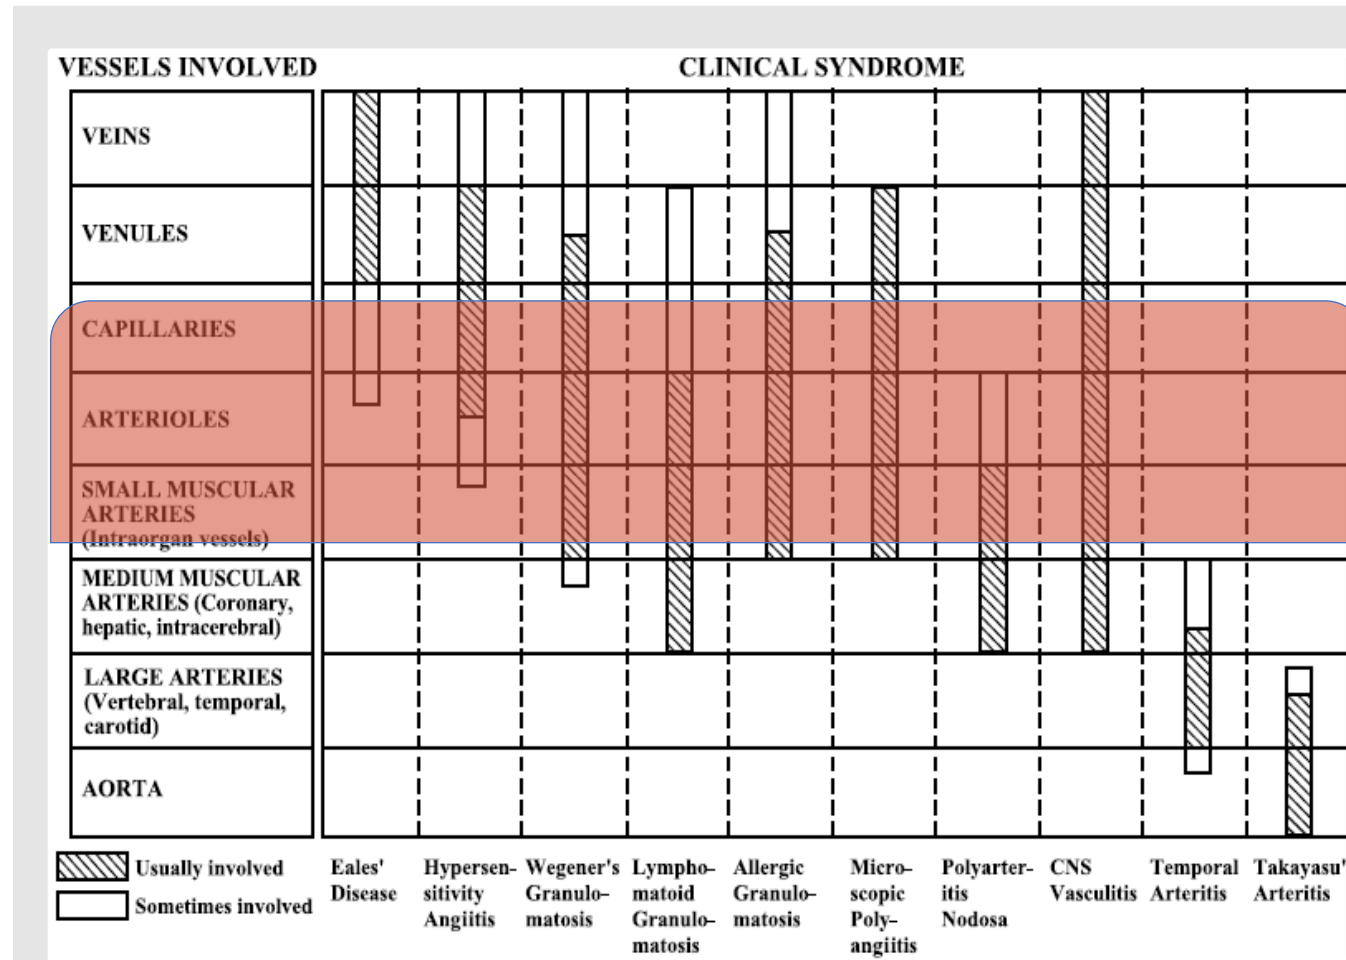 VESSELS INVOLVED
CLINICAL SYNDROME
VEINS
VENULES
CAPILLARIES
ARTERIOLES
SMALL MUSCULAR
ARTERIES
(Intraorgan vessels)
MEDIUM MUSCULAR
ARTERIES (Coronary,
hepatic, intracerebral)
LARGE ARTERIES
(Vertebral, temporal,
carotid)
AORTA
Usually involved
Sometimes involved
Eales'
Disease
Hypersen-
sitivity
Angiitis
Wegener's
Granulo-
matosis
Lympho-
matoid
Granulo-
matosis
Allergic
Granulo-
matosis
Micro-
scopic
Poly-
angiitis
Polyarter-
itis
Nodosa
CNS
Vasculitis
Temporal
Arteritis
Takayasu'
Arteritis